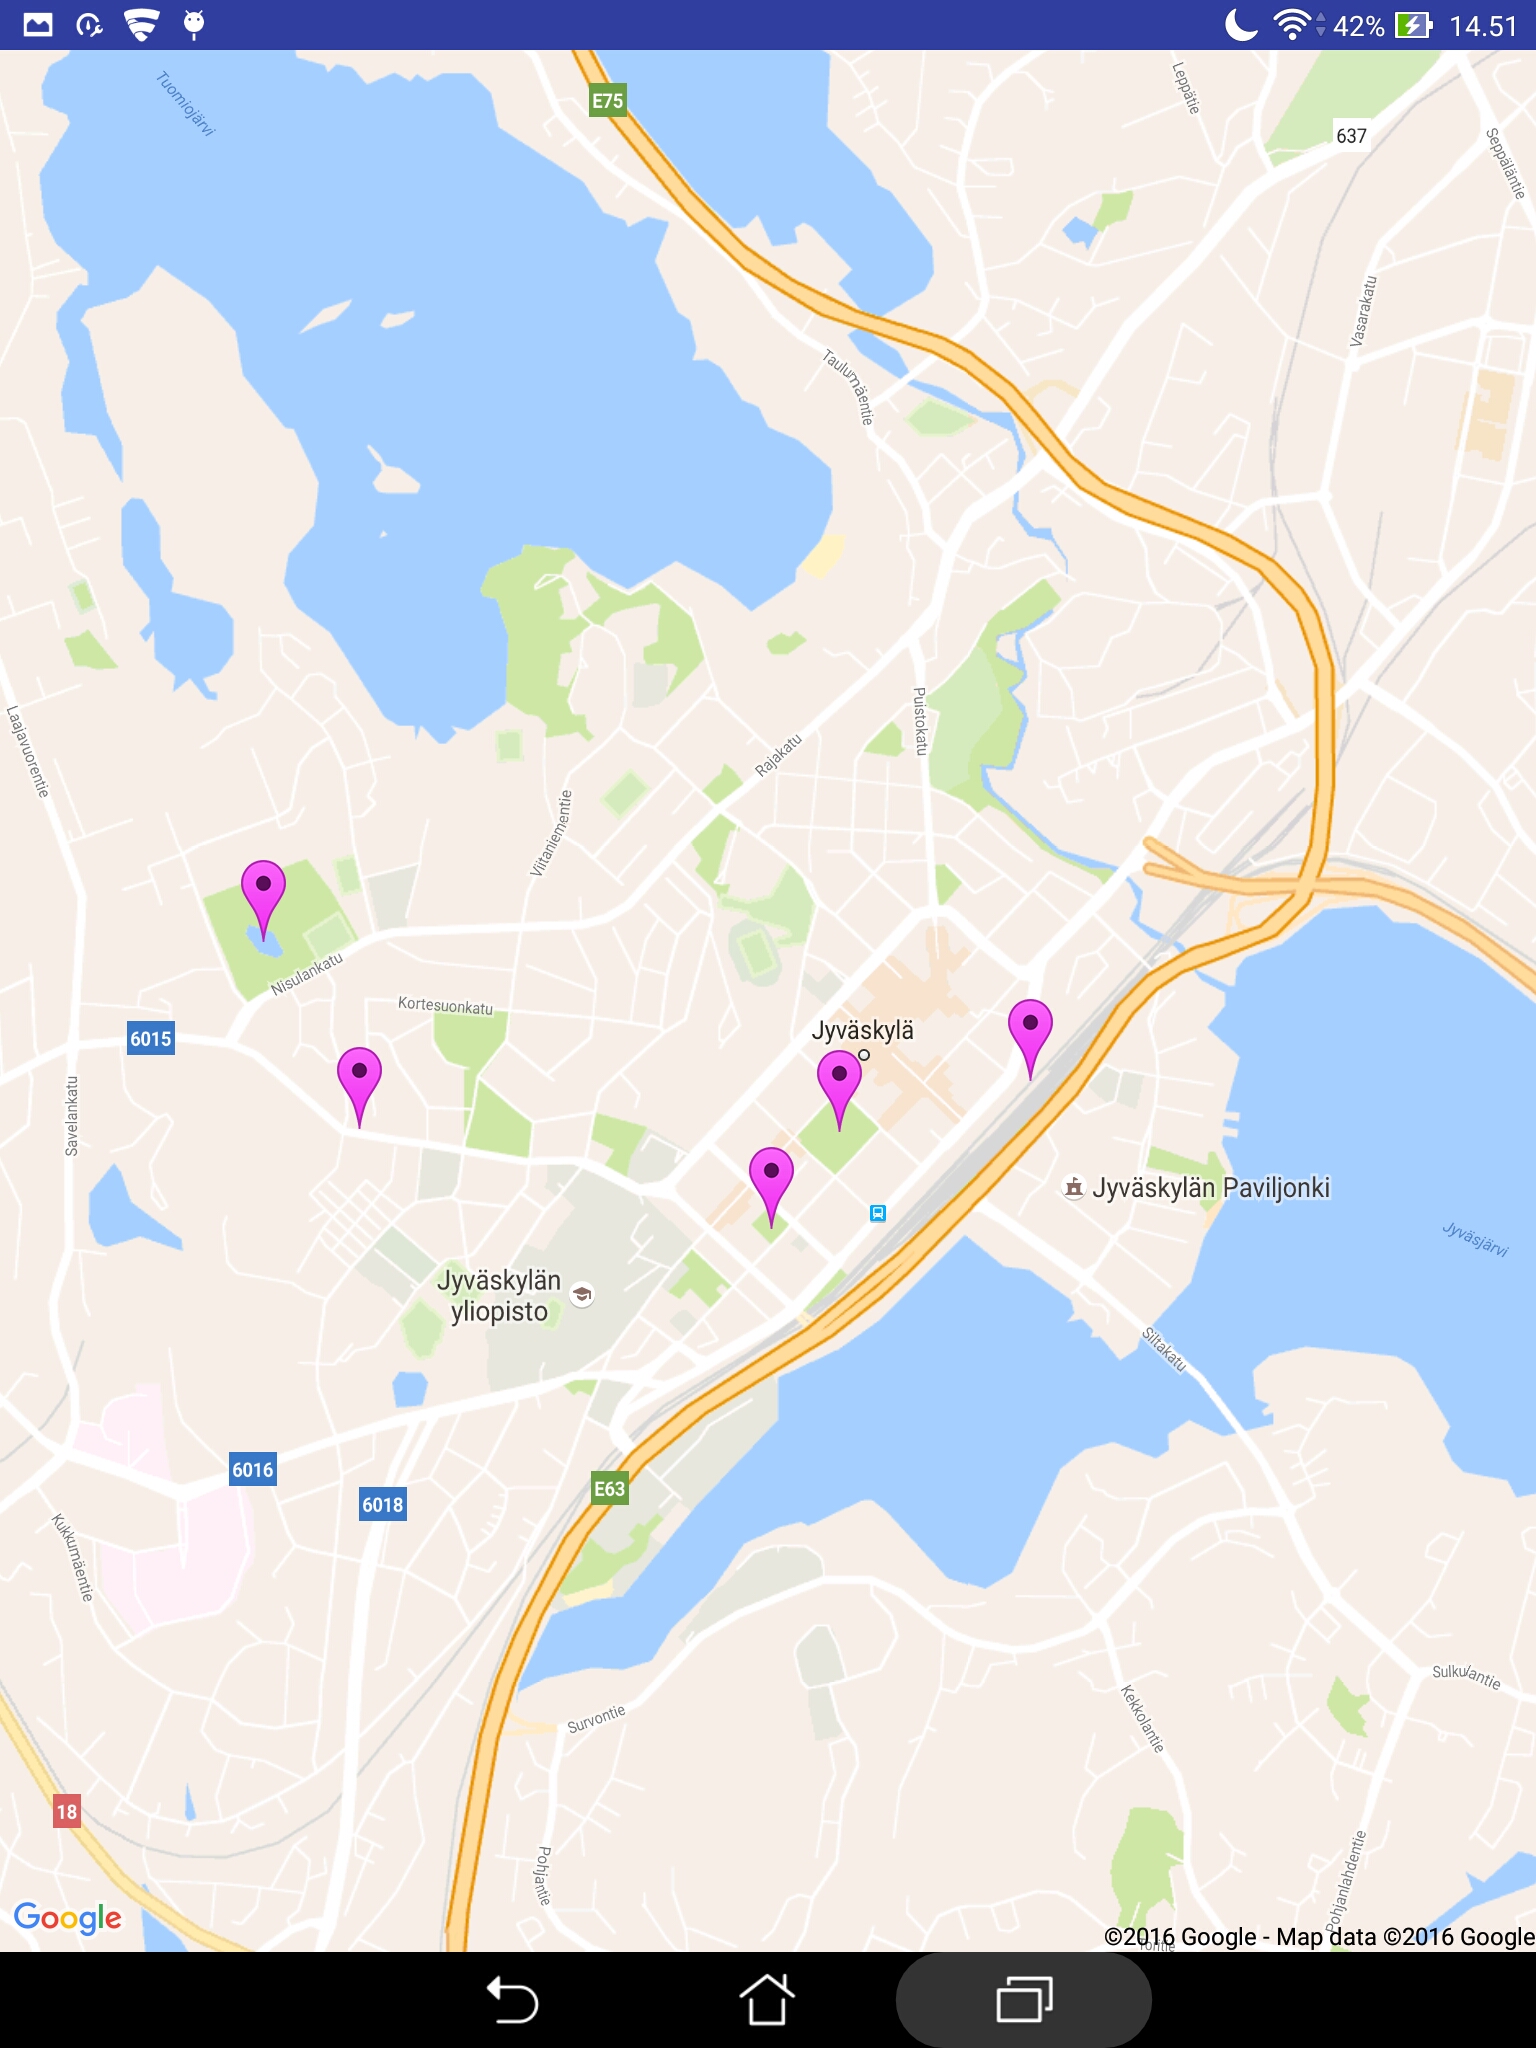 42% 14.51
Tuomiojärvi
E75
Leppätie
637
Seppäläntie
Vasarakatu
Taulumäentie
Laajavuorentie
Puistokatu
Rajakatu
Viitaniementie
Nisulankatu
Kortesuonkatu
6015
Jyväskylä
Savelankatu
Jyväskylän Paviljonki
Jyväsjärvi
Jyväskylän
yliopisto
Siltakatu
6016
E63
6018
Kukkumäentie
Sulkulantie
Kekkolantie
Survontie
18
Pohjantie
Pohjanlahdentie
Google
©2016 Google - Map data ©2016 Google